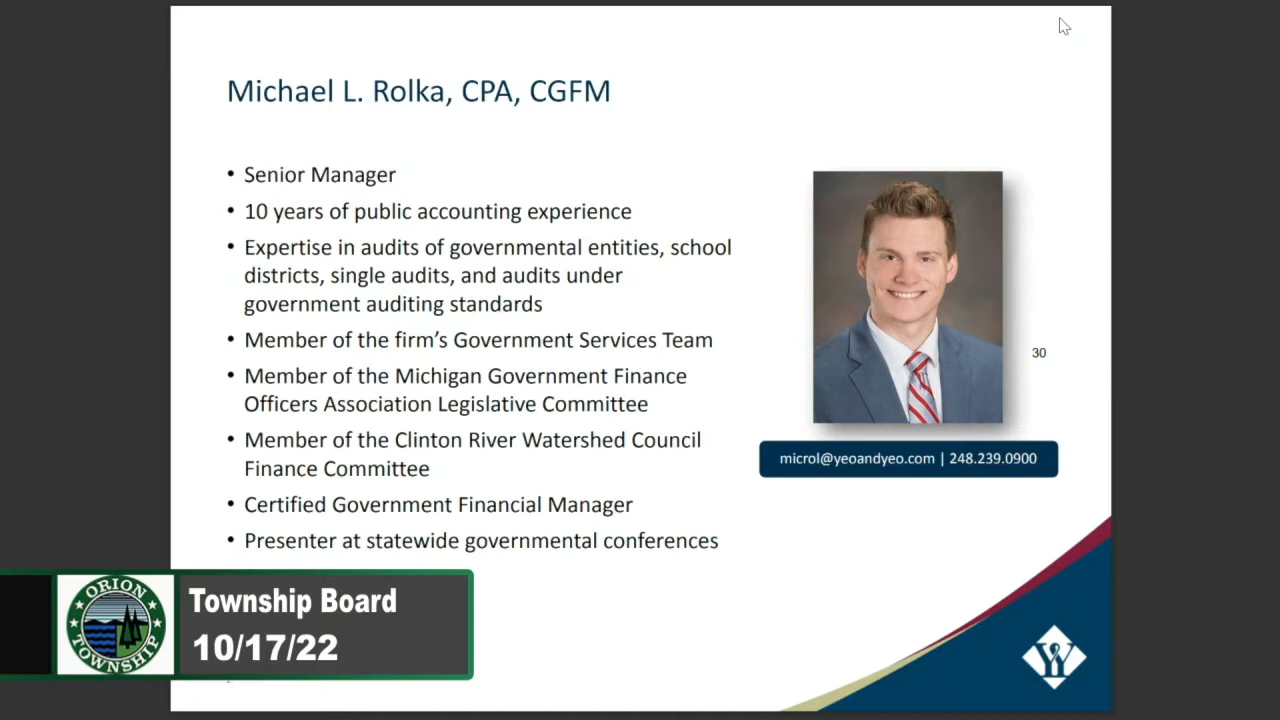 Michael L. Rolka, CPA, CGFM
• Senior Manager
• 10 years of public accounting experience
• Expertise in audits of governmental entities, school
districts, single audits, and audits under
government auditing standards
• Member of the firm’s Government Services Team
• Member of the Michigan Government Finance
Officers Association Legislative Committee
• Member of the Clinton River Watershed Council
Finance Committee
• Certified Government Financial Manager
• Presenter at statewide governmental conferences
30
microl@yeoandyeo.com | 248.239.0900
ORION
TOWNSHIP
Township Board
10/17/22